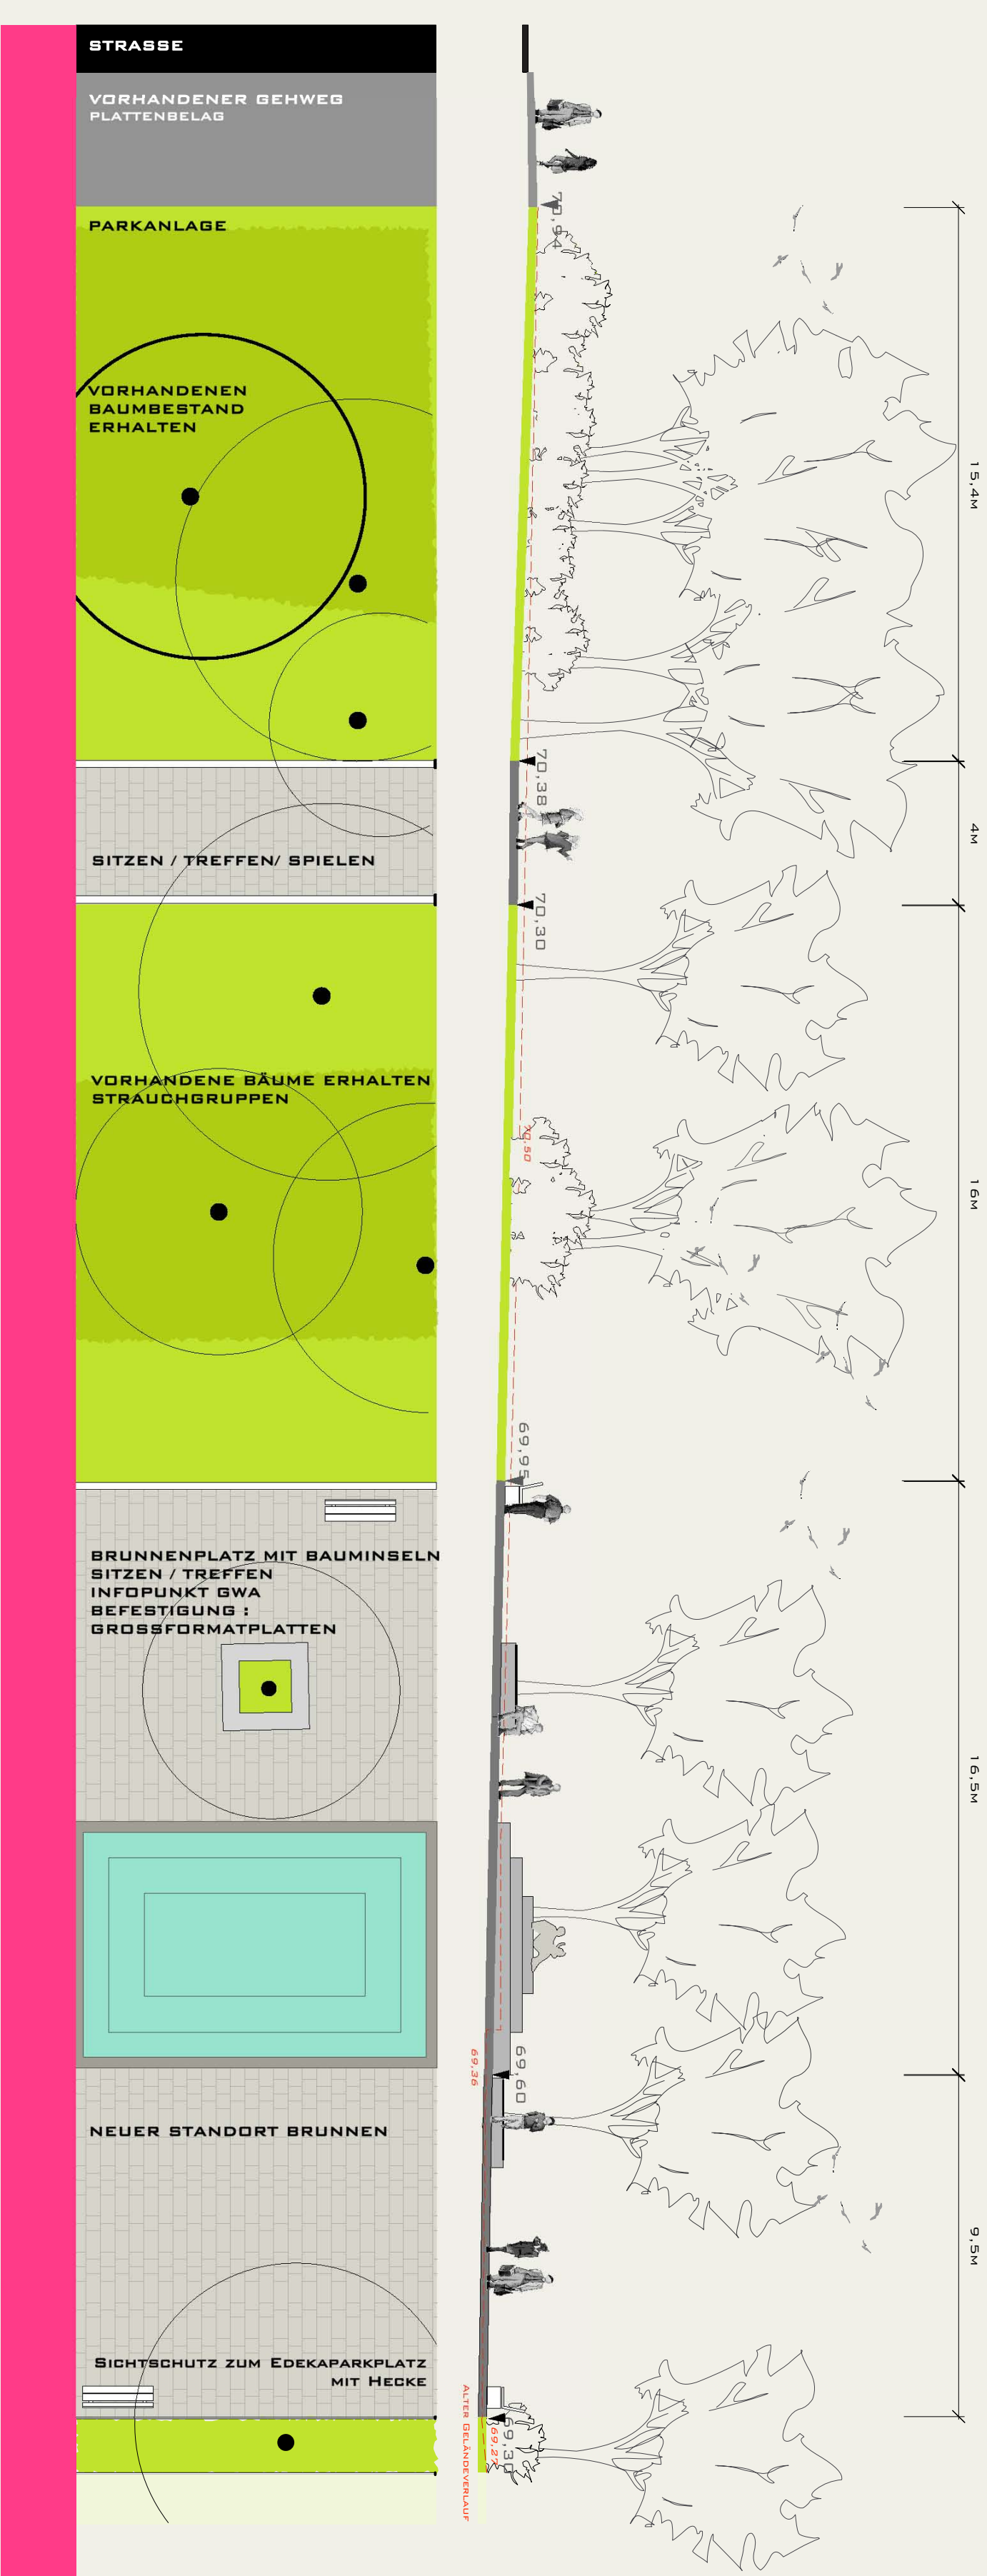 STRASSE
VORHANDENER GEHWEG
PLATTENBELAG
PARKANLAGE
VORHANDENEN
BAUMBESTAND
ERHALTEN
SITZEN / TREFFEN/ SPIELEN
VORHANDENE BÄUME ERHALTEN
STRAUCHGRUPPEN
BRUNNENPLATZ MIT BAUMINSELN
SITZEN / TREFFEN
INFOPUNKT GWA
BEFESTIGUNG :
GROSSFORMATPLATTEN
NEUER STANDORT BRUNNEN
SICHTSCHUTZ ZUM EDEKAPARKPLATZ
MIT HECKE
70,94
70,38
70,30
70,50
69,95
69,36
69,60
69,30
69,27
ALTER GELÄNDEVERLAUF
15,4M
4M
16M
16,5M
9,5M